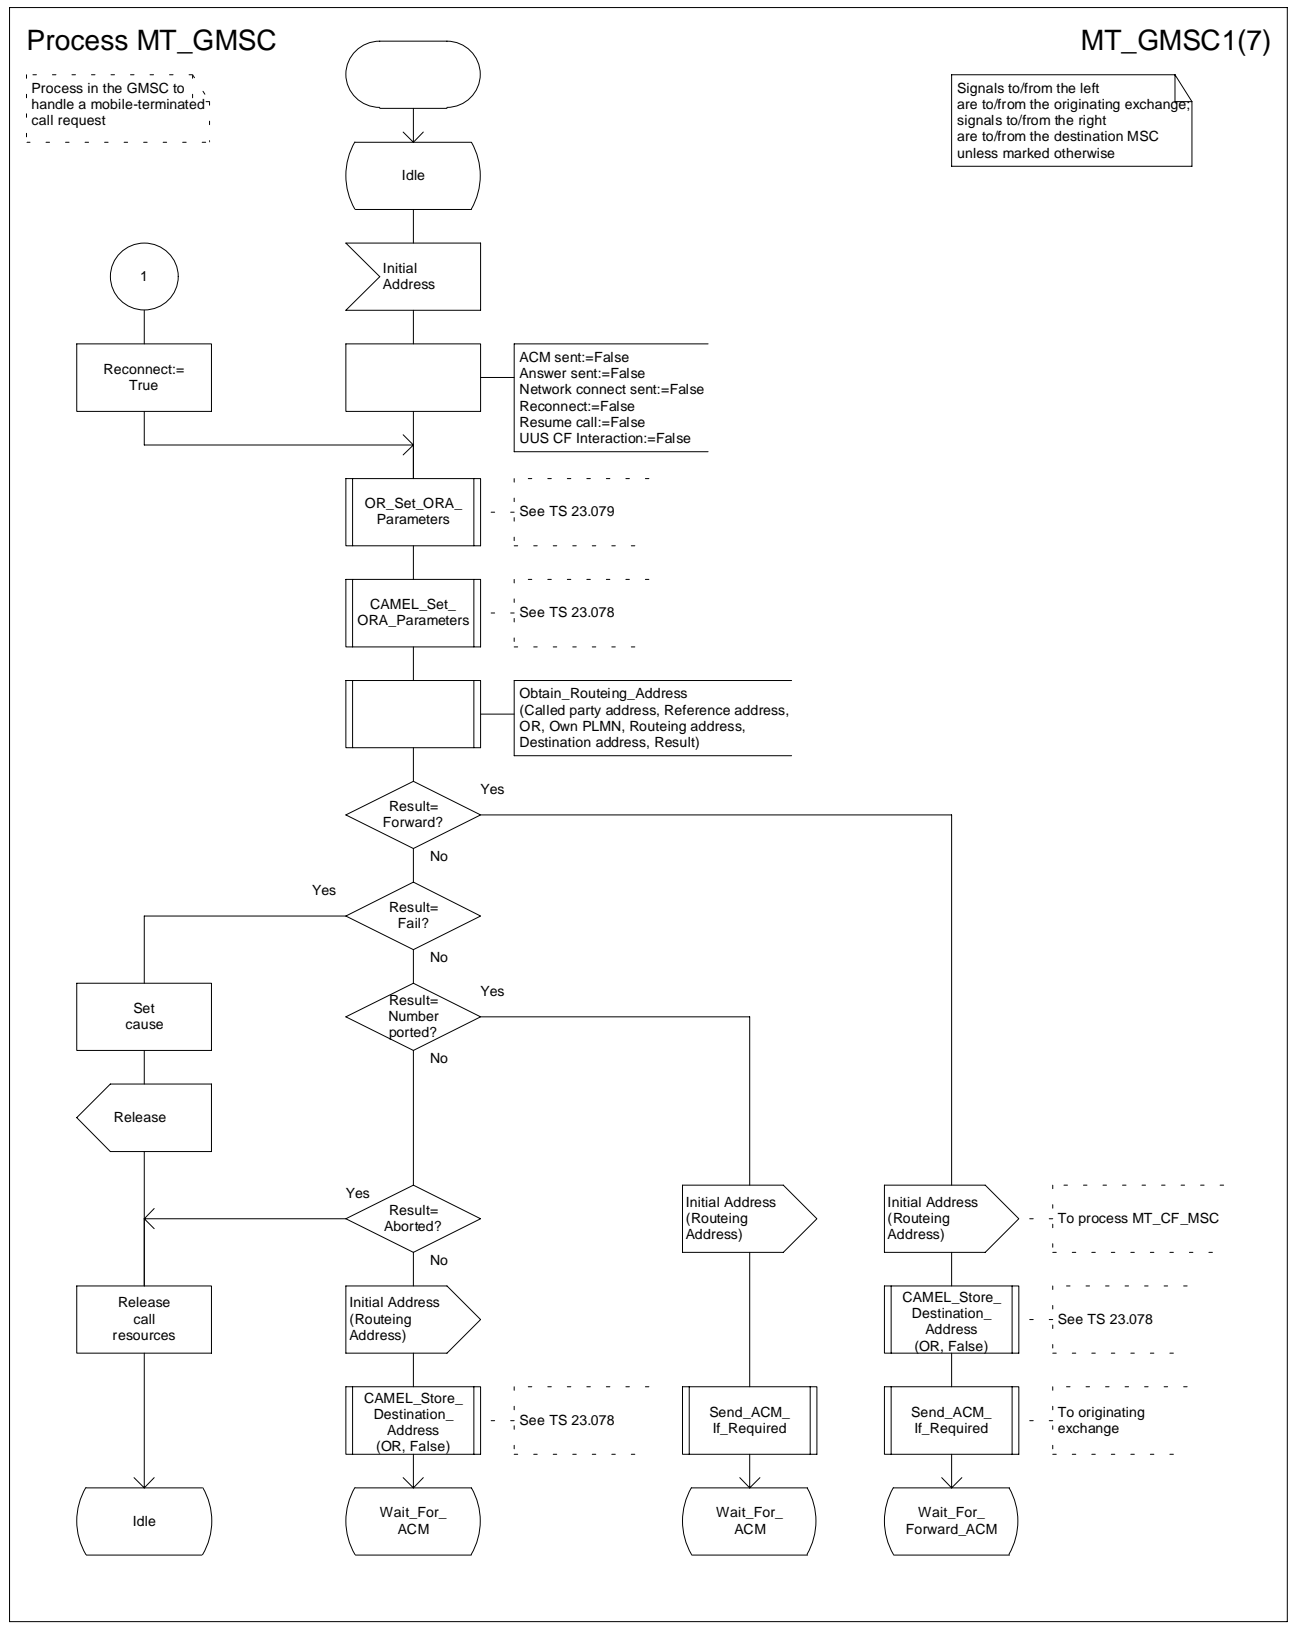 Process MT_GMSC
MT_GMSC1(7)
Process in the GMSC to
handle a mobile-terminated
call request
Signals to/from the left
are to/from the originating exchange;
signals to/from the right
are to/from the destination MSC
unless marked otherwise
Idle
Initial
Address
1
Reconnect:=
True
ACM sent:=False
Answer sent:=False
Network connect sent:=False
Reconnect:=False
Resume call:=False
UUS CF Interaction:=False
OR_Set_ORA_
Parameters
See TS 23.079
CAMEL_Set_
ORA_Parameters
See TS 23.078
Obtain_Routeing_Address
(Called party address, Reference address,
OR, Own PLMN, Routeing address,
Destination address, Result)
Result=
Forward?
Yes
No
Result=
Fail?
Yes
No
Result=
Number
ported?
Yes
No
Set
cause
Release
Result=
Aborted?
Yes
No
Initial Address
(Routeing
Address)
Initial Address
(Routeing
Address)
To process MT_CF_MSC
Release
call
resources
Initial Address
(Routeing
Address)
CAMEL_Store_
Destination_
Address
(OR, False)
See TS 23.078
CAMEL_Store_
Destination_
Address
(OR, False)
See TS 23.078
Send_ACM_
If_Required
Send_ACM_
If_Required
To originating
exchange
Idle
Wait_For_
ACM
Wait_For_
ACM
Wait_For_
Forward_ACM